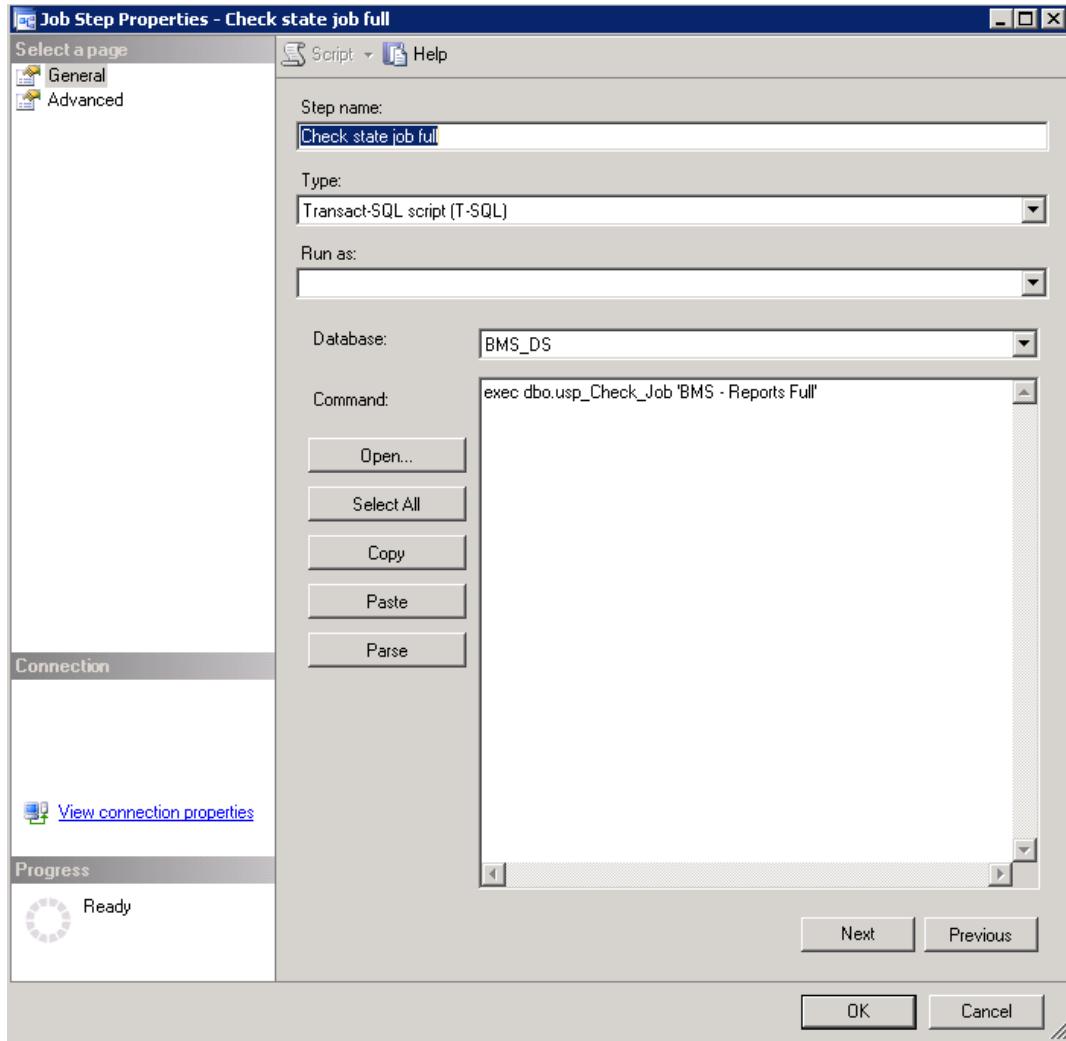 Job Step Properties - Check state job full
Select a page
General
Advanced
Script
Help
Step name:
Check state job full
Type:
Transact-SQL script (T-SQL)
Run as:
Database:
BMS_DS
Command:
exec dbo.usp_Check_Job 'BMS - Reports Full'
Open...
Select All
Copy
Paste
Parse
Connection
View connection properties
Progress
Ready
Next
Previous
OK
Cancel